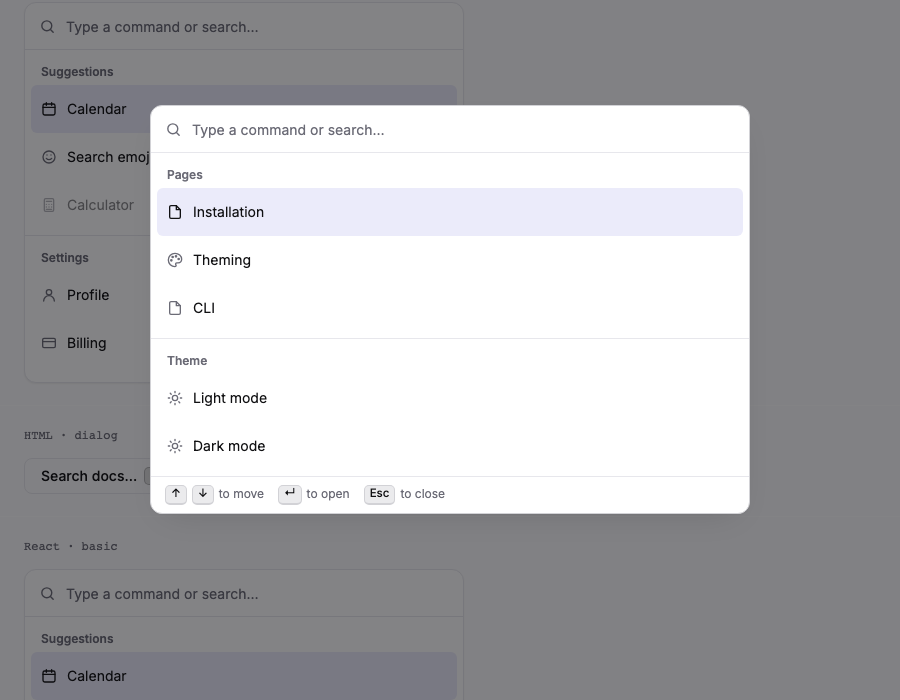 Type a command or search...
Suggestions
Calendar
Search emoj
Calculator
Settings
Profile
Billing
Type a command or search...
Pages
Installation
Theming
CLI
Theme
Light mode
Dark mode
↑ ↓ to move ↵ to open Esc to close
HTML · dialog
Search docs...
React · basic
Type a command or search...
Suggestions
Calendar